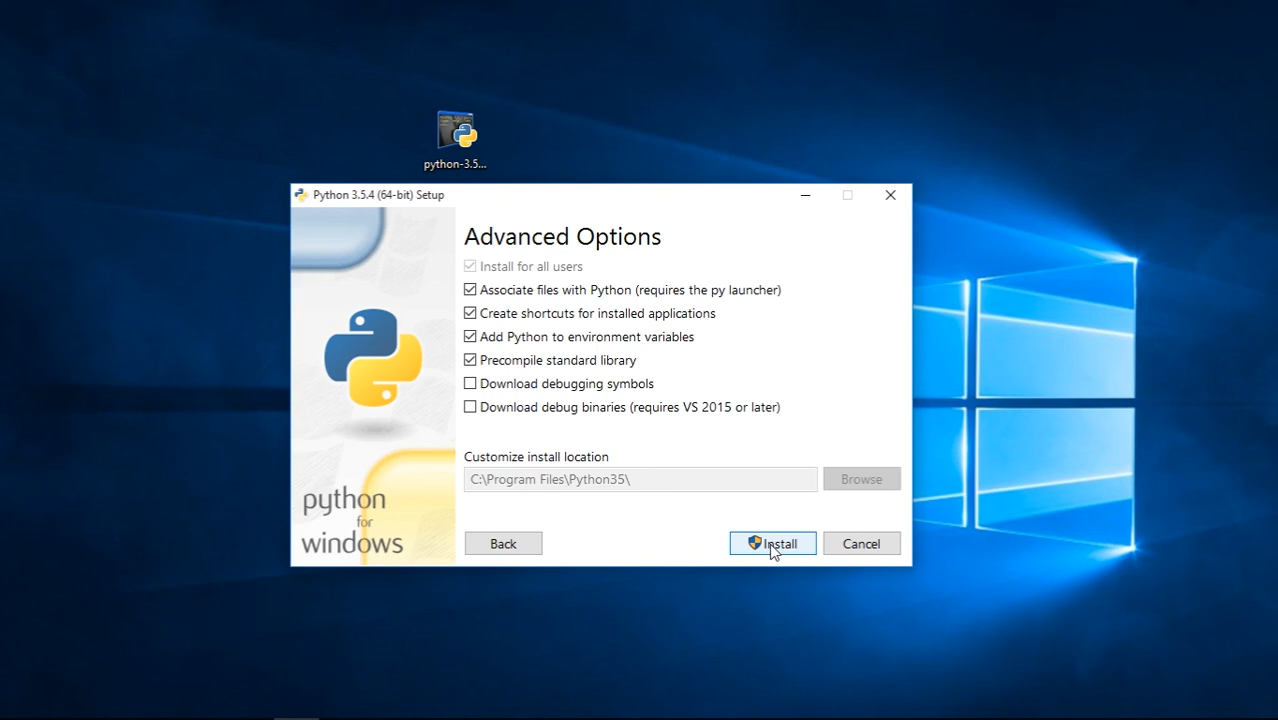 python-3.5...
Python 3.5.4 (64-bit) Setup
Advanced Options
Install for all users
Associate files with Python (requires the py launcher)
Create shortcuts for installed applications
Add Python to environment variables
Precompile standard library
Download debugging symbols
Download debug binaries (requires VS 2015 or later)
Customize install location
C:\Program Files\Python35\
Browse
python
for
windows
Back
Install
Cancel